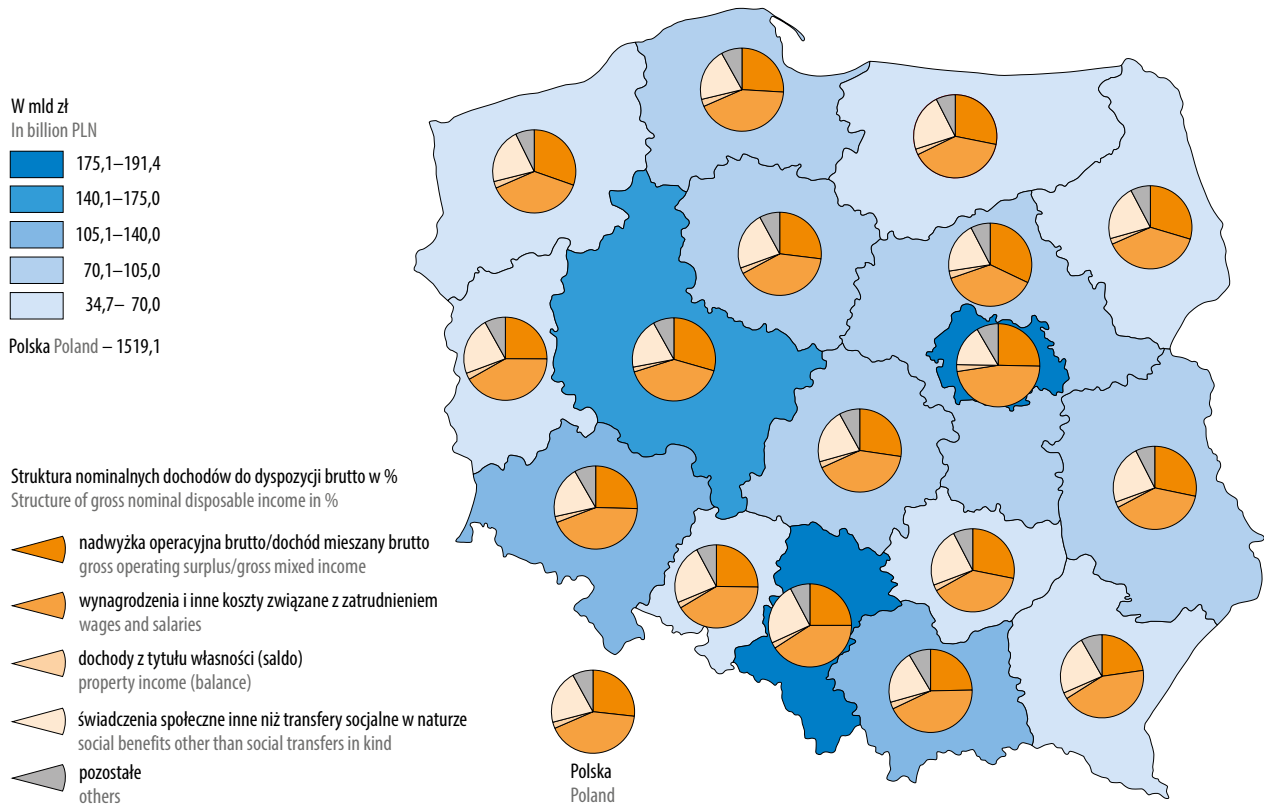 W mld zł
In billion PLN
175,1–191,4
140,1–175,0
105,1–140,0
70,1–105,0
34,7– 70,0
Polska Poland – 1519,1
Struktura nominalnych dochodów do dyspozycji brutto w %
Structure of gross nominal disposable income in %
nadwyżka operacyjna brutto/dochód mieszany brutto
gross operating surplus/gross mixed income
wynagrodzenia i inne koszty związane z zatrudnieniem
wages and salaries
dochody z tytułu własności (saldo)
property income (balance)
świadczenia społeczne inne niż transfery socjalne w naturze
social benefits other than social transfers in kind
pozostałe
others
Polska
Poland